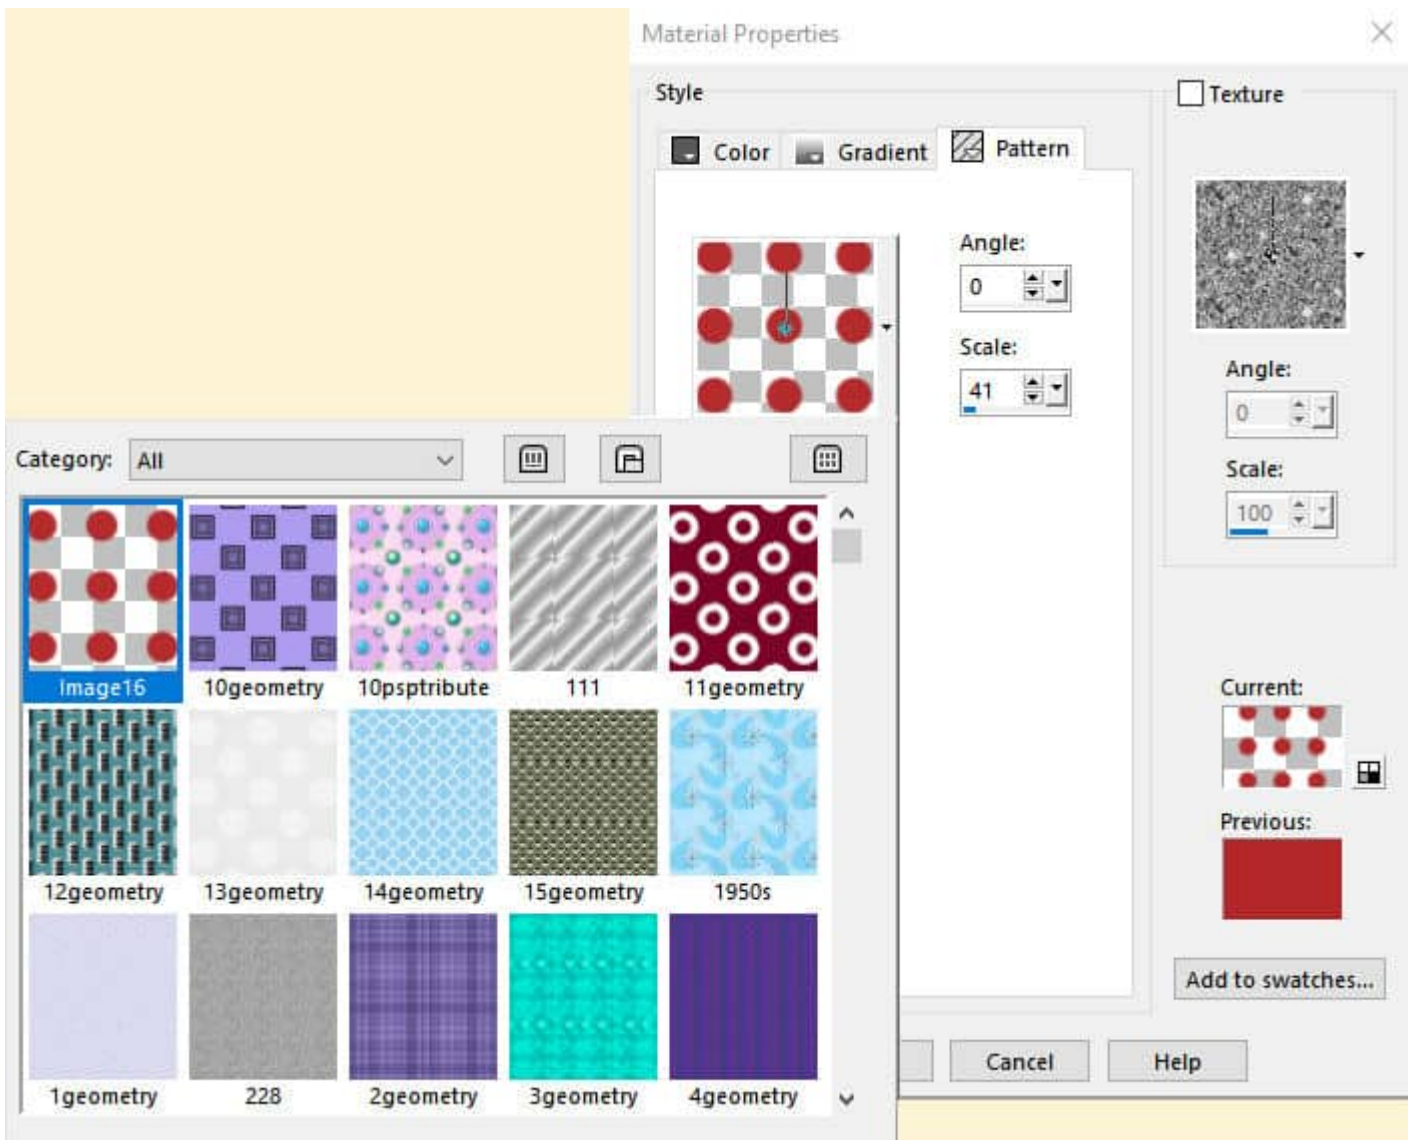 Material Properties
Style
Texture
Color
Gradient
Pattern
Angle:
0
Scale:
41
Angle:
0
Scale:
100
Category:
All
Image16
10geometry
10psptribute
111
11geometry
12geometry
13geometry
14geometry
15geometry
1950s
1geometry
228
2geometry
3geometry
4geometry
Current:
Previous:
Add to swatches...
Cancel
Help